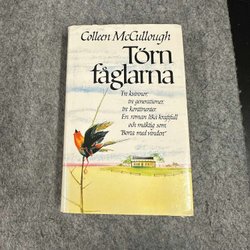 Colleen McCullough
Törn
fåglarna
Tre kvinnor,
tre generationer,
tre kontinenter.
En roman lika kraftfull
och mäktig som
"Borta med vinden"